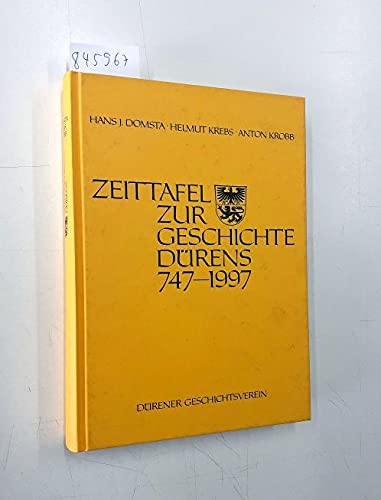 845967
HANS J. DOMSTA · HELMUT KREBS · ANTON KROBB
ZEITTAFEL
ZUR
GESCHICHTE
DÜRENS
747–1997
DÜRENER GESCHICHTSVEREIN